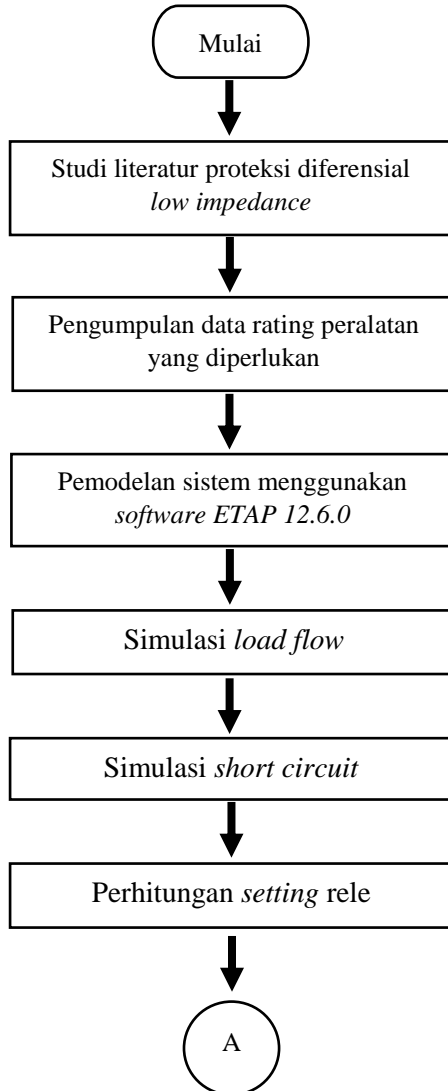 Mulai
Studi literatur proteksi diferensial
low impedance
Pengumpulan data rating peralatan
yang diperlukan
Pemodelan sistem menggunakan
software ETAP 12.6.0
Simulasi load flow
Simulasi short circuit
Perhitungan setting rele
A